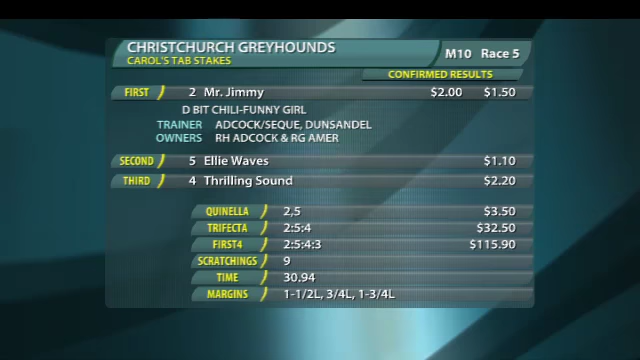 CHRISTCHURCH GREYHOUNDS M10 Race 5
CAROL'S TAB STAKES
CONFIRMED RESULTS
FIRST 2 Mr. Jimmy $2.00 $1.50
D BIT CHILI-FUNNY GIRL
TRAINER ADCOCK/SEQUE, DUNSANDEL
OWNERS RH ADCOCK & RG AMER
SECOND 5 Ellie Waves $1.10
THIRD 4 Thrilling Sound $2.20
QUINELLA 2,5 $3.50
TRIFECTA 2:5:4 $32.50
FIRST4 2:5:4:3 $115.90
SCRATCHINGS 9
TIME 30.94
MARGINS 1-1/2L, 3/4L, 1-3/4L